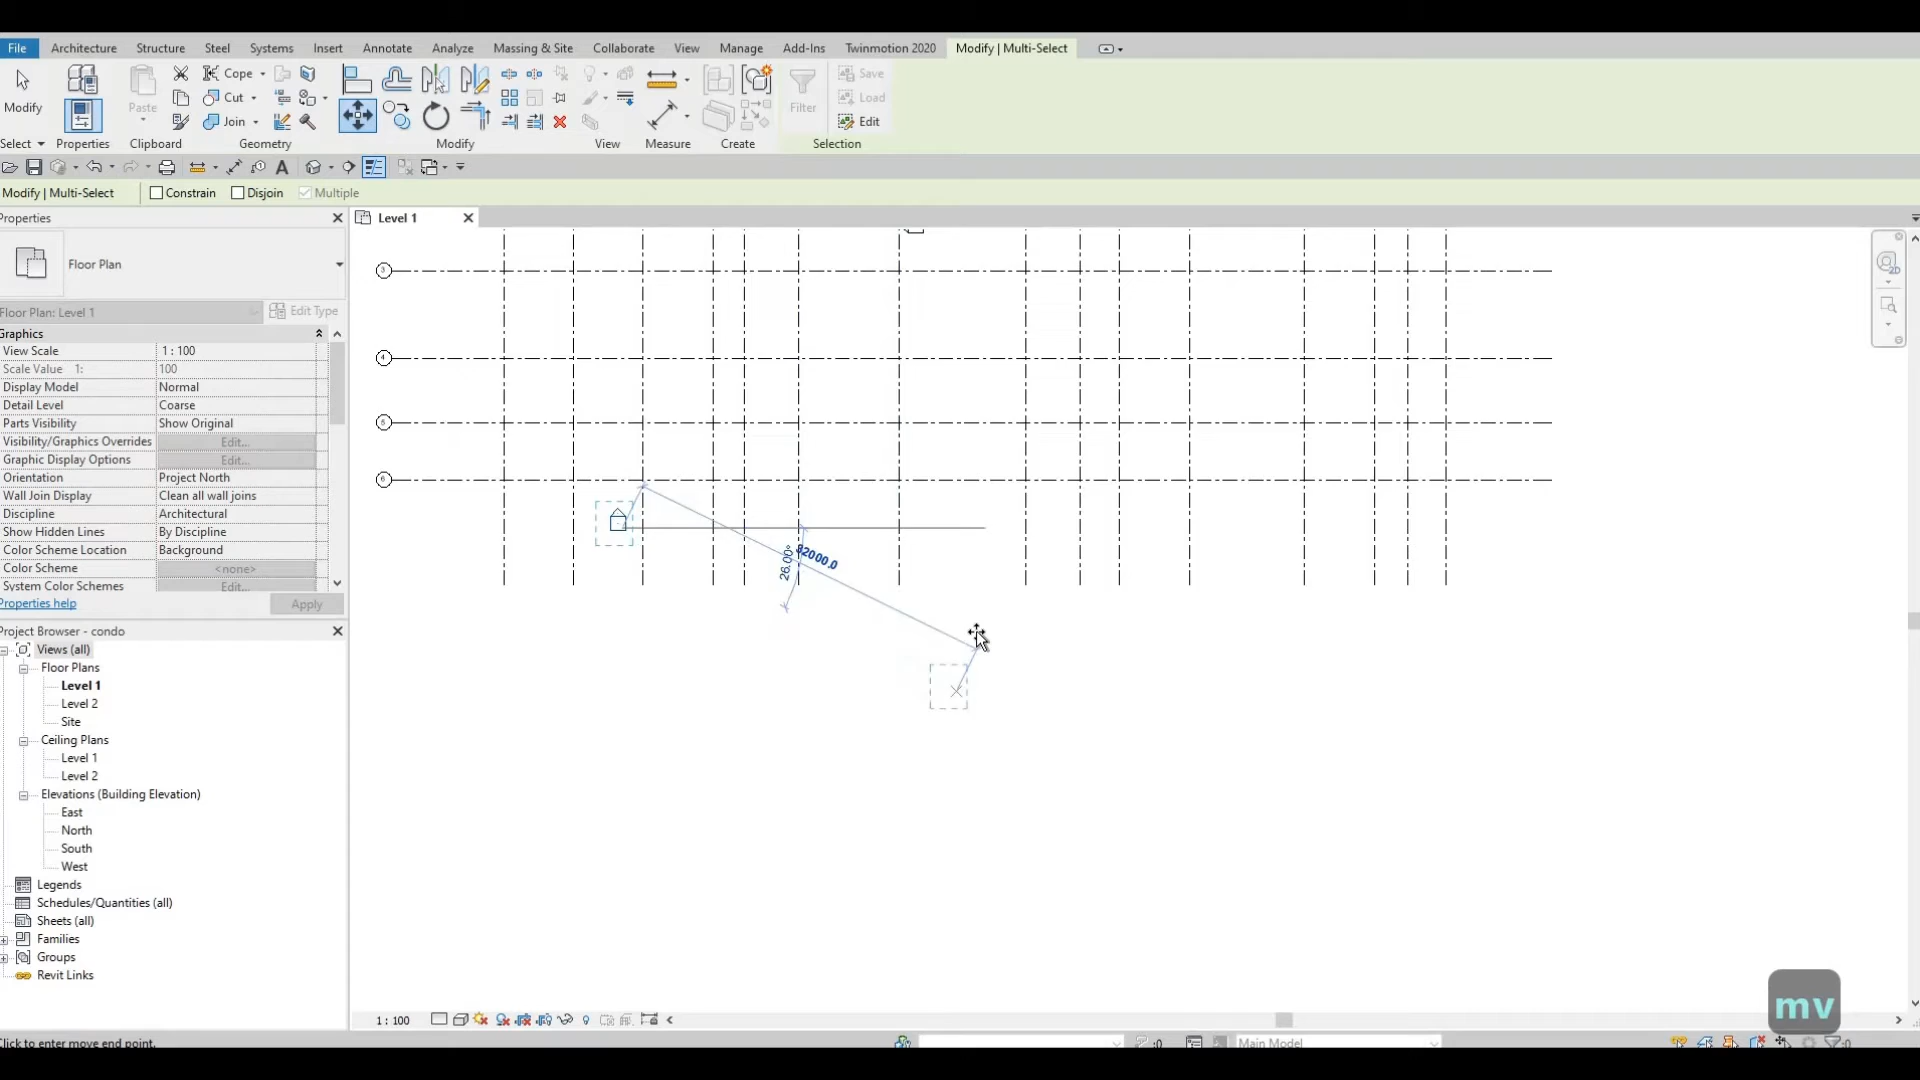 File Architecture Structure Steel Systems Insert Annotate Analyze Massing & Site Collaborate View Manage Add-Ins Twinmotion 2020 Modify | Multi-Select
Modify
Paste
Cope
Cut
Join
Filter
Save
Load
Edit
Select Properties Clipboard Geometry Modify View Measure Create Selection
Modify | Multi-Select Constrain Disjoin Multiple
Properties
Level 1
Floor Plan
Floor Plan: Level 1 Edit Type
Graphics
View Scale 1 : 100
Scale Value 1: 100
Display Model Normal
Detail Level Coarse
Parts Visibility Show Original
Visibility/Graphics Overrides Edit...
Graphic Display Options Edit...
Orientation Project North
Wall Join Display Clean all wall joins
Discipline Architectural
Show Hidden Lines By Discipline
Color Scheme Location Background
Color Scheme <none>
System Color Schemes Edit...
Properties help Apply
Project Browser - condo
Views (all)
Floor Plans
Level 1
Level 2
Site
Ceiling Plans
Level 1
Level 2
Elevations (Building Elevation)
East
North
South
West
Legends
Schedules/Quantities (all)
Sheets (all)
Families
Groups
Revit Links
3
4
5
6
26.00°
2D
1 : 100
mv
Click to enter move end point.
:0
Main Model
:0